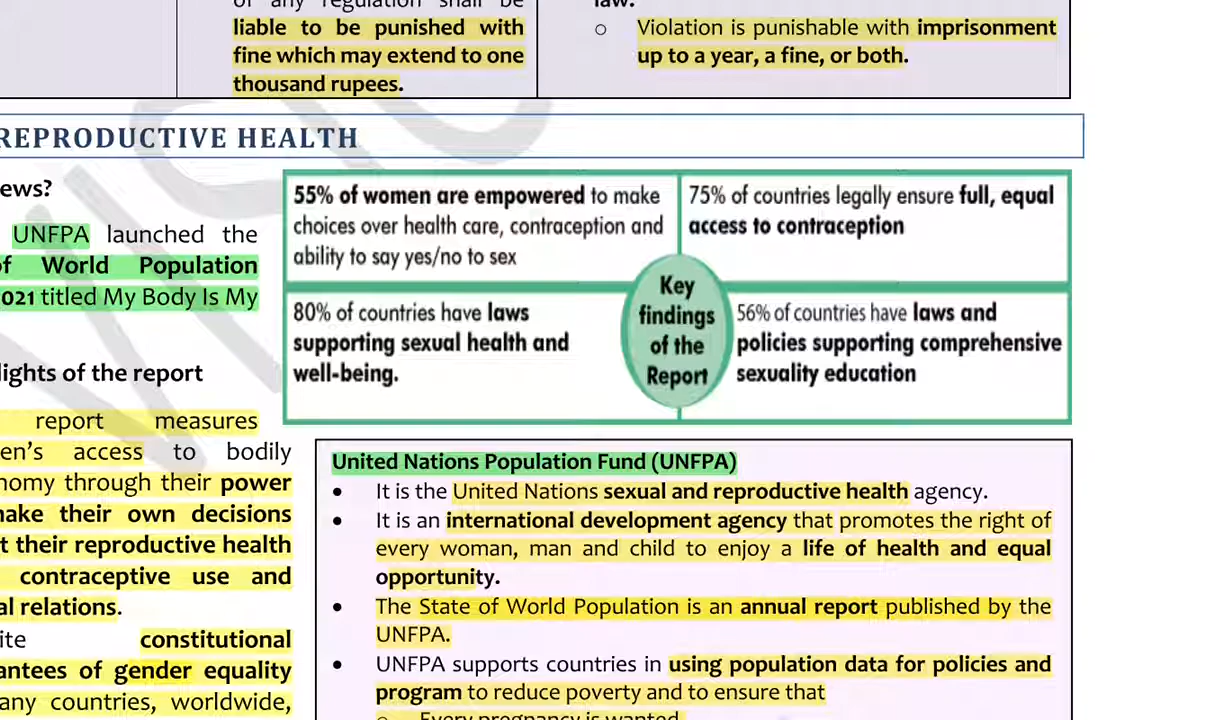 of any regulation shall be
liable to be punished with
fine which may extend to one
thousand rupees.
law.
o Violation is punishable with imprisonment
up to a year, a fine, or both.
REPRODUCTIVE HEALTH
ews?
UNFPA launched the
of World Population
021 titled My Body Is My
lights of the report
report measures
en's access to bodily
nomy through their power
make their own decisions
t their reproductive health
contraceptive use and
al relations.
ite constitutional
antees of gender equality
any countries, worldwide,
55% of women are empowered to make
choices over health care, contraception and
ability to say yes/no to sex
75% of countries legally ensure full, equal
access to contraception
Key
findings
of the
Report
80% of countries have laws
supporting sexual health and
well-being.
56% of countries have laws and
policies supporting comprehensive
sexuality education
United Nations Population Fund (UNFPA)
• It is the United Nations sexual and reproductive health agency.
• It is an international development agency that promotes the right of
every woman, man and child to enjoy a life of health and equal
opportunity.
• The State of World Population is an annual report published by the
UNFPA.
• UNFPA supports countries in using population data for policies and
program to reduce poverty and to ensure that
o Every pregnancy is wanted